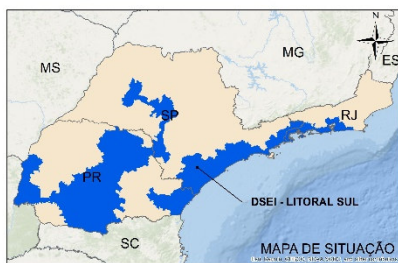 N
MS
MG
ES
SP
RJ
PR
DSEI - LITORAL SUL
SC
MAPA DE SITUAÇÃO